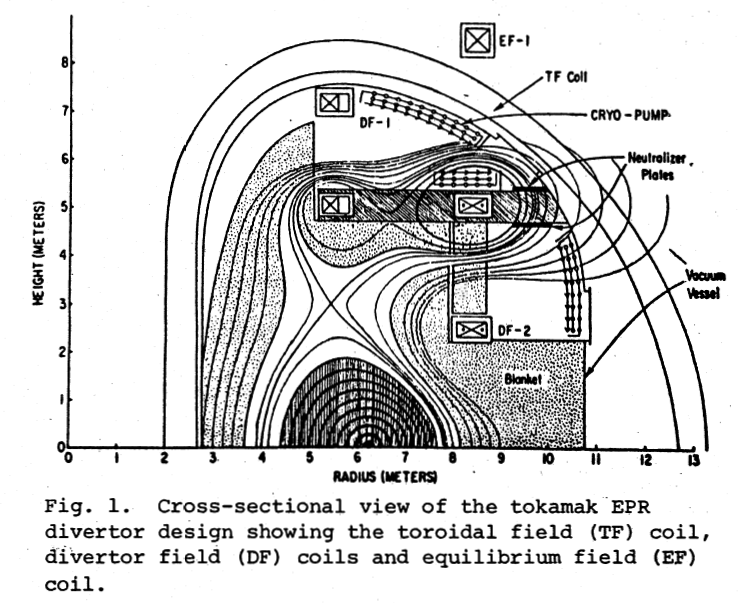 EF-1
TF Coil
CRYO-PUMP
DF-1
Neutralizer
Plates
Vacuum
Vessel
DF-2
Blanket
HEIGHT (METERS)
8
7
6
5
4
3
2
1
0
0 1 2 3 4 5 6 7 8 9 10 11 12 13
RADIUS (METERS)
Fig. 1. Cross-sectional view of the tokamak EPR
divertor design showing the toroidal field (TF) coil,
divertor field (DF) coils and equilibrium field (EF)
coil.